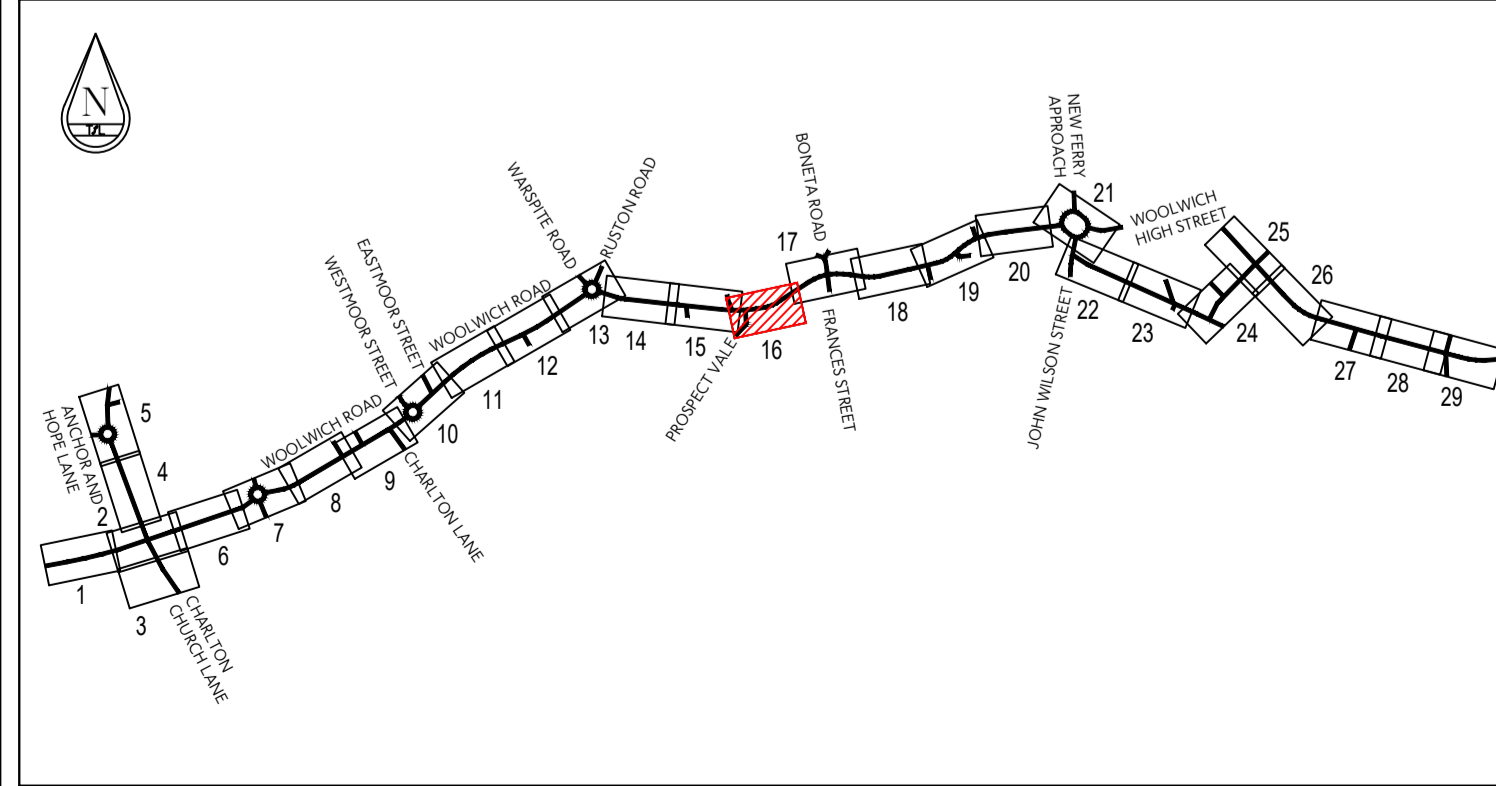 N
TfL
NEW FERRY
APPROACH
21
WOOLWICH
HIGH STREET
BONETA ROAD
WARSPITE ROAD
RUSTON ROAD
17
25
26
EASTMOOR STREET
WESTMOOR STREET
WOOLWICH ROAD
20
19
18
22
23
24
13
14
15
16
12
11
10
27
28
29
PROSPECT VALE
FRANCES STREET
JOHN WILSON STREET
5
ANCHOR AND
HOPE LANE
4
WOOLWICH ROAD
9
8
CHARLTON LANE
2
7
6
1
3
CHARLTON
CHURCH LANE